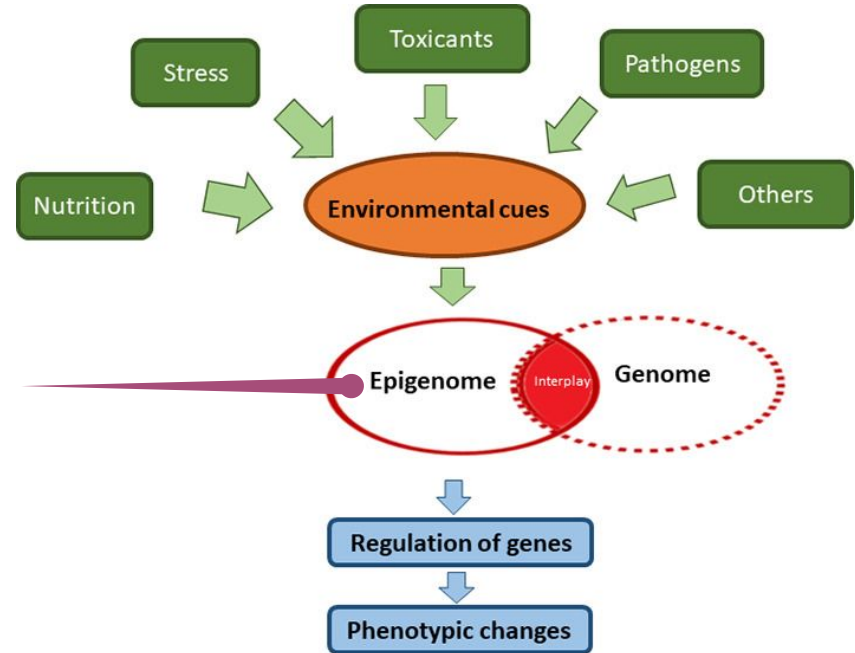 Toxicants
Stress
Pathogens
Nutrition
Environmental cues
Others
Epigenome
Interplay
Genome
Regulation of genes
Phenotypic changes